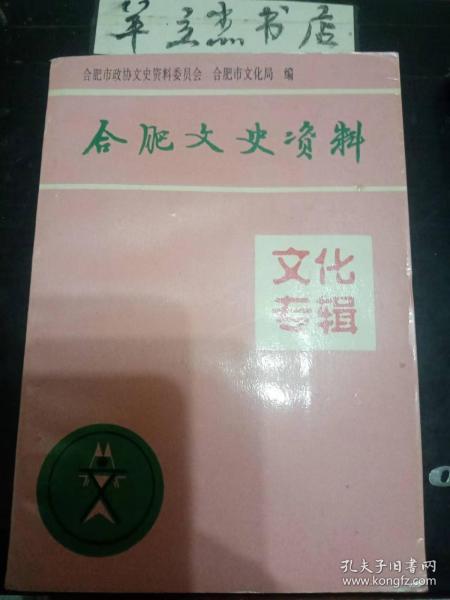 羊立杰书店
合肥市政协文史资料委员会 合肥市文化局 编
合肥文史资料
文化
专辑
文
孔夫子旧书网
www.kongfz.com